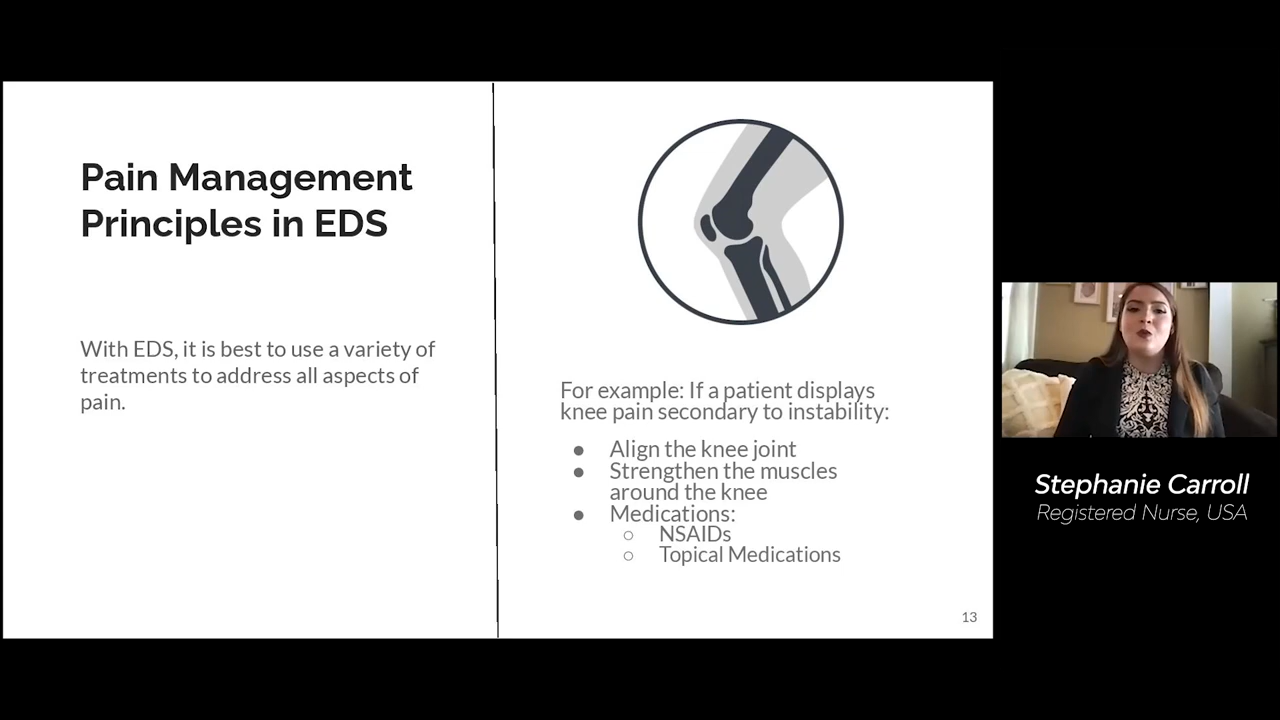 Pain Management
Principles in EDS
With EDS, it is best to use a variety of
treatments to address all aspects of
pain.
For example: If a patient displays
knee pain secondary to instability:
● Align the knee joint
● Strengthen the muscles
around the knee
● Medications:
○ NSAIDs
○ Topical Medications
13
Stephanie Carroll
Registered Nurse, USA